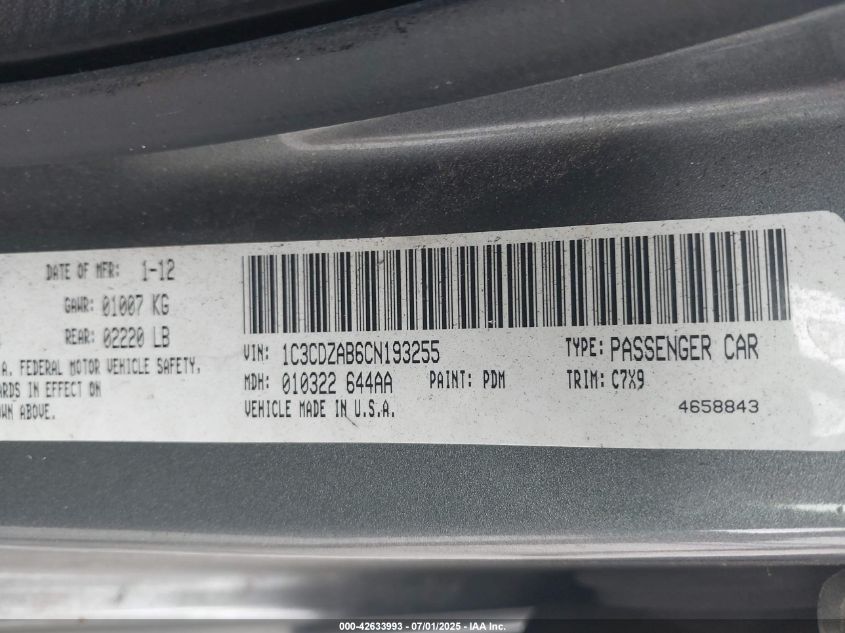 DATE OF MFR: 1-12
GAWR: 01007 KG
REAR: 02220 LB
A. FEDERAL MOTOR VEHICLE SAFETY,
ARDS IN EFFECT ON
WN ABOVE.
VIN: 1C3CDZAB6CN193255 TYPE: PASSENGER CAR
MDH: 010322 644AA PAINT: PDM TRIM: C7X9
VEHICLE MADE IN U.S.A. 4658843
000-42633993 - 07/01/2025 - IAA Inc.